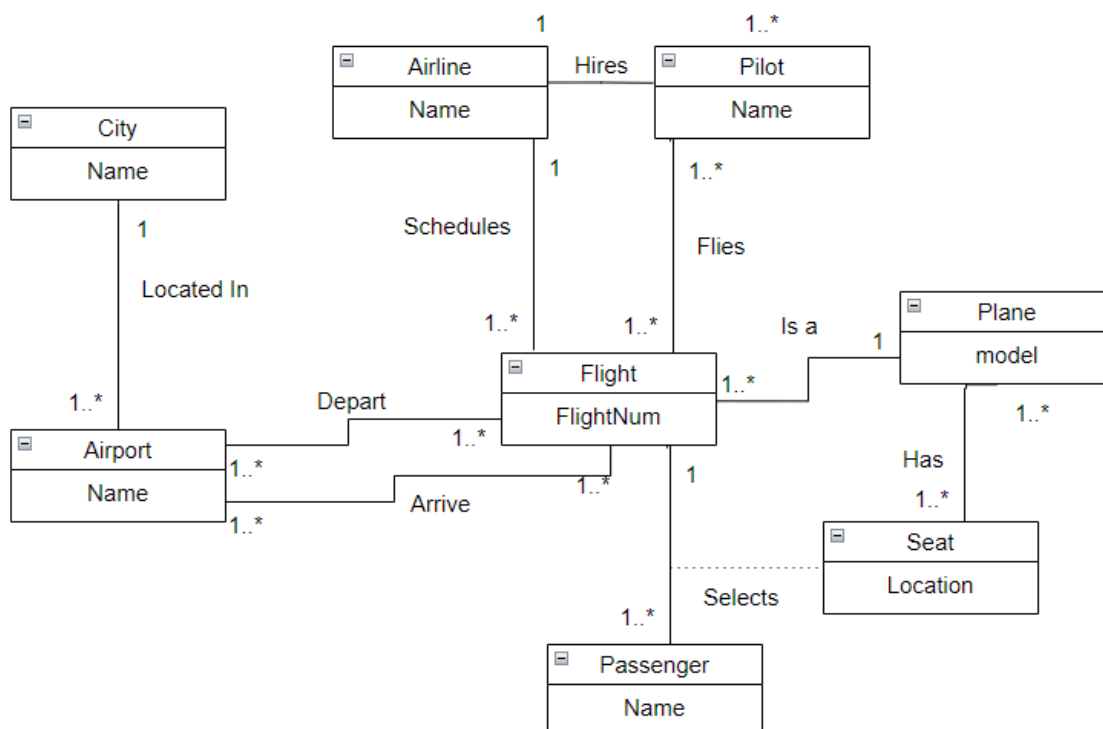 1
1..*
Airline
Hires
Pilot
Name
Name
City
Name
1
1..*
1
Schedules
Flies
Located In
Plane
1..*
1..*
Is a
1
model
Flight
1..*
1..*
Depart
FlightNum
1..*
1..*
Airport
1..*
Has
1
Name
1..*
Arrive
1..*
1..*
Seat
Selects
Location
1..*
Passenger
Name